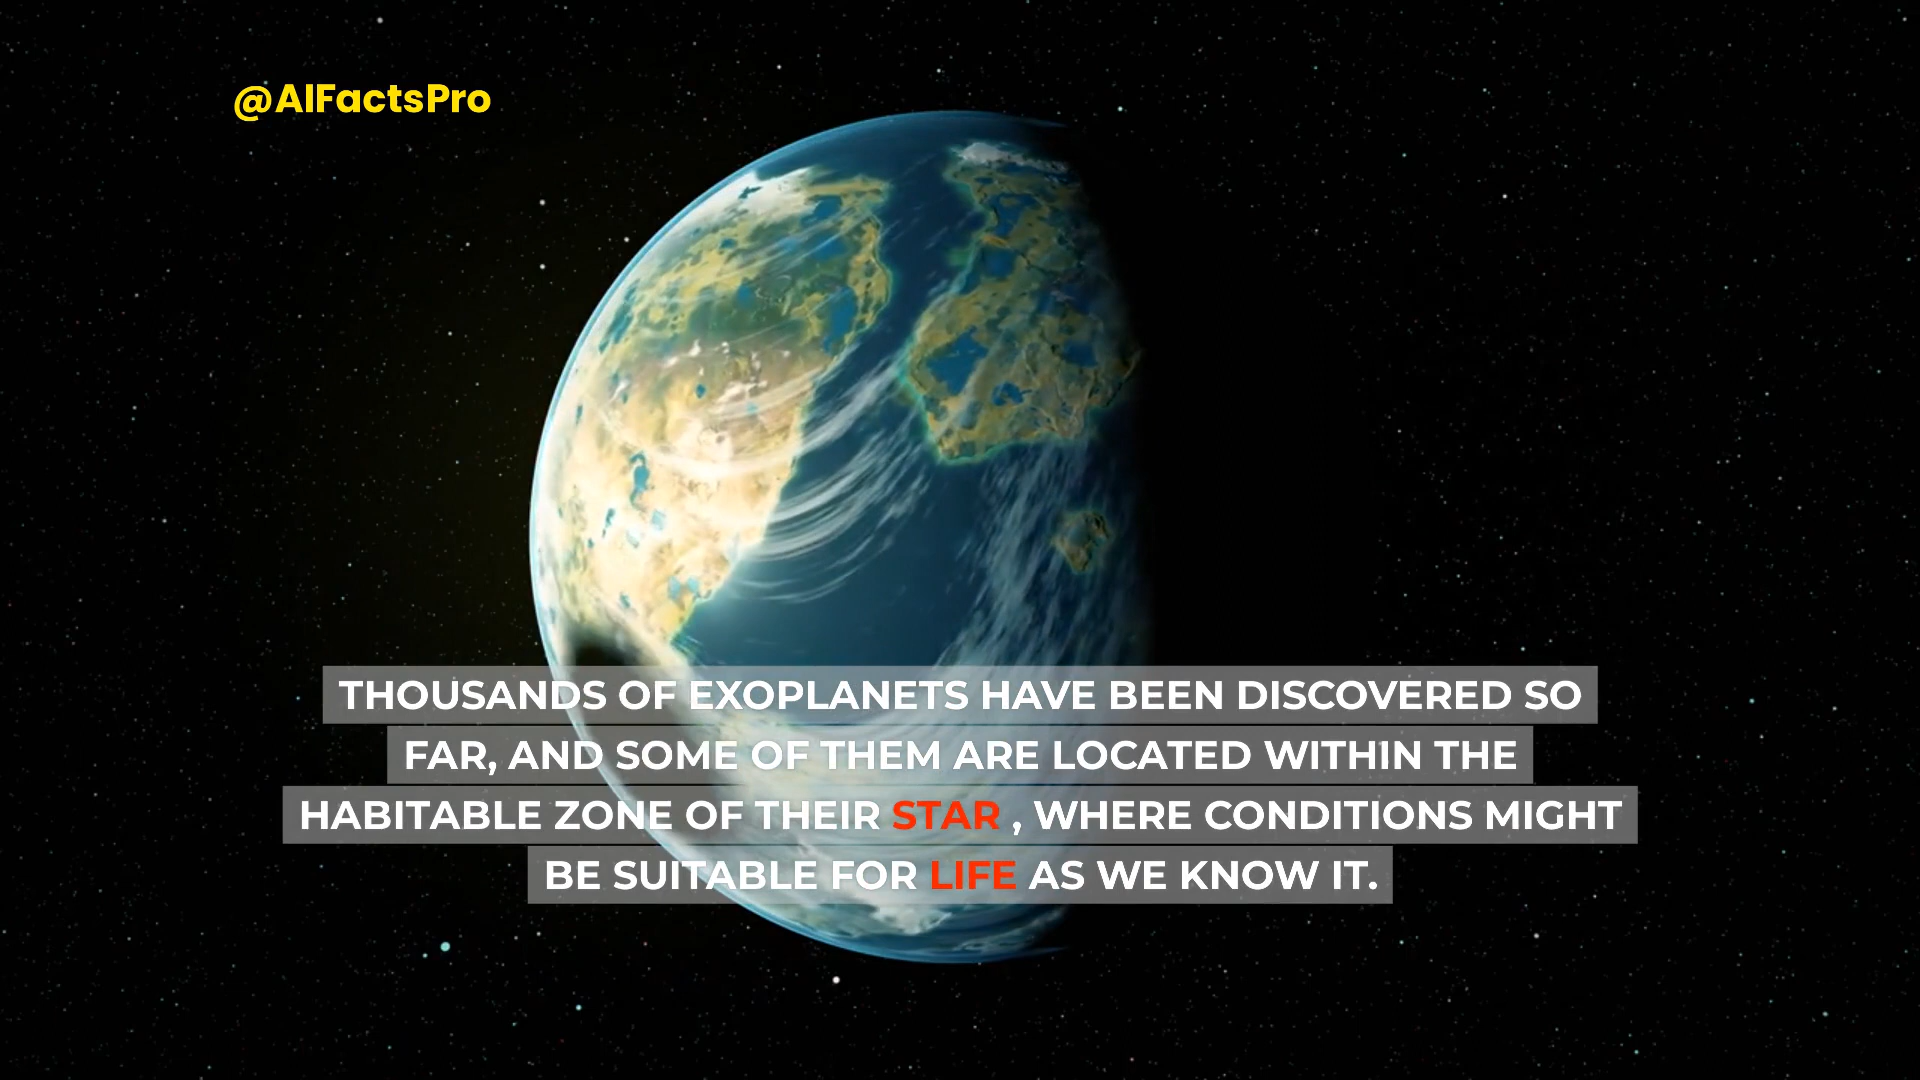 @AIFactsPro
THOUSANDS OF EXOPLANETS HAVE BEEN DISCOVERED SO
FAR, AND SOME OF THEM ARE LOCATED WITHIN THE
HABITABLE ZONE OF THEIR STAR , WHERE CONDITIONS MIGHT
BE SUITABLE FOR LIFE AS WE KNOW IT.